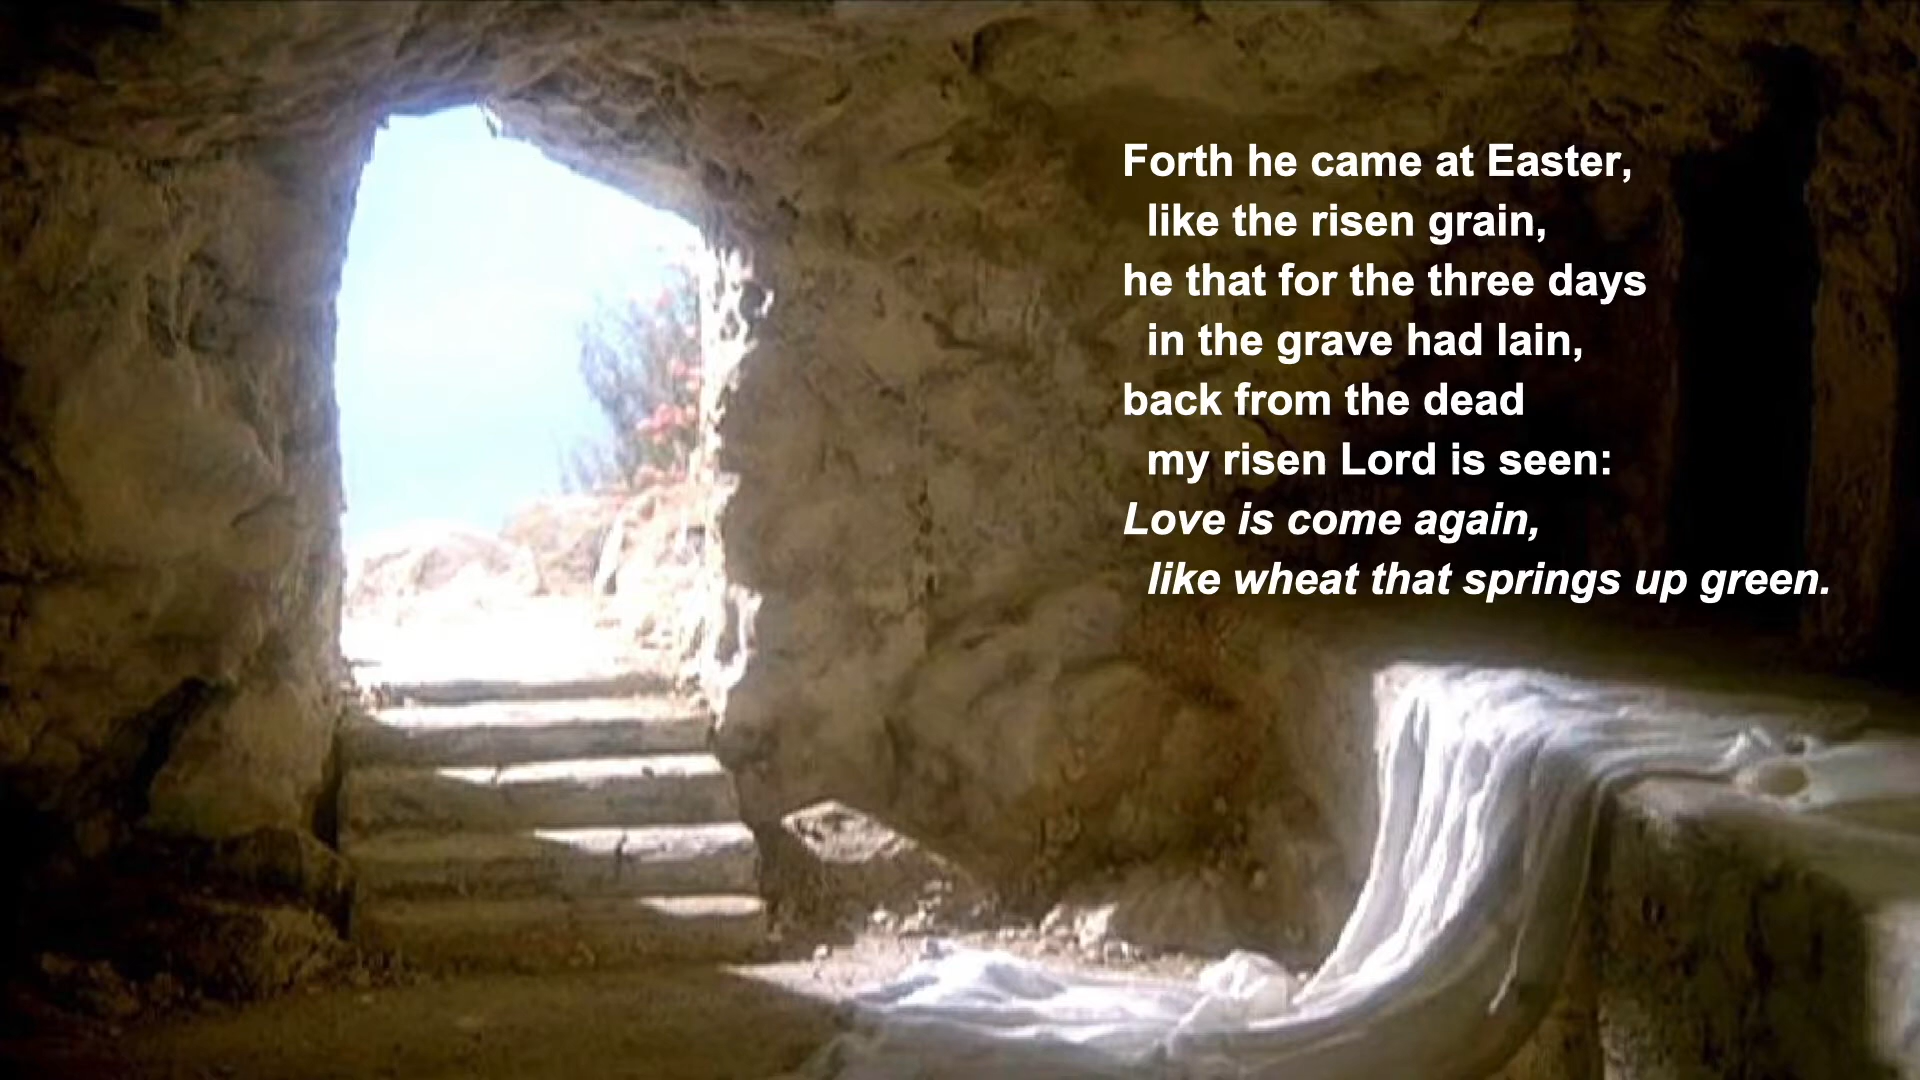 Forth he came at Easter,
like the risen grain,
he that for the three days
in the grave had lain,
back from the dead
my risen Lord is seen:
Love is come again,
like wheat that springs up green.